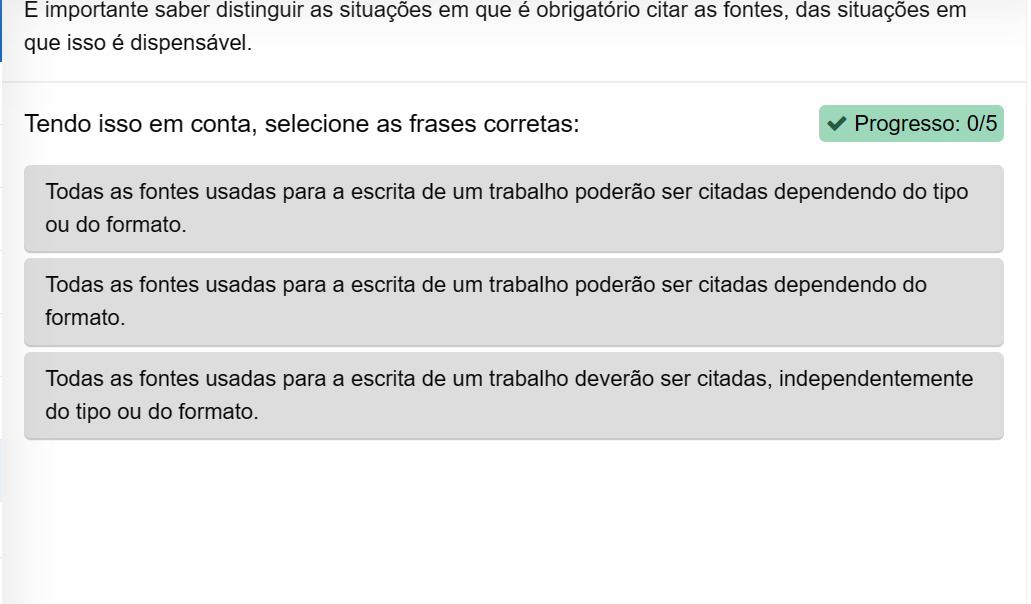 É importante saber distinguir as situações em que é obrigatório citar as fontes, das situações em
que isso é dispensável.
Tendo isso em conta, selecione as frases corretas:
Progresso: 0/5
Todas as fontes usadas para a escrita de um trabalho poderão ser citadas dependendo do tipo
ou do formato.
Todas as fontes usadas para a escrita de um trabalho poderão ser citadas dependendo do
formato.
Todas as fontes usadas para a escrita de um trabalho deverão ser citadas, independentemente
do tipo ou do formato.